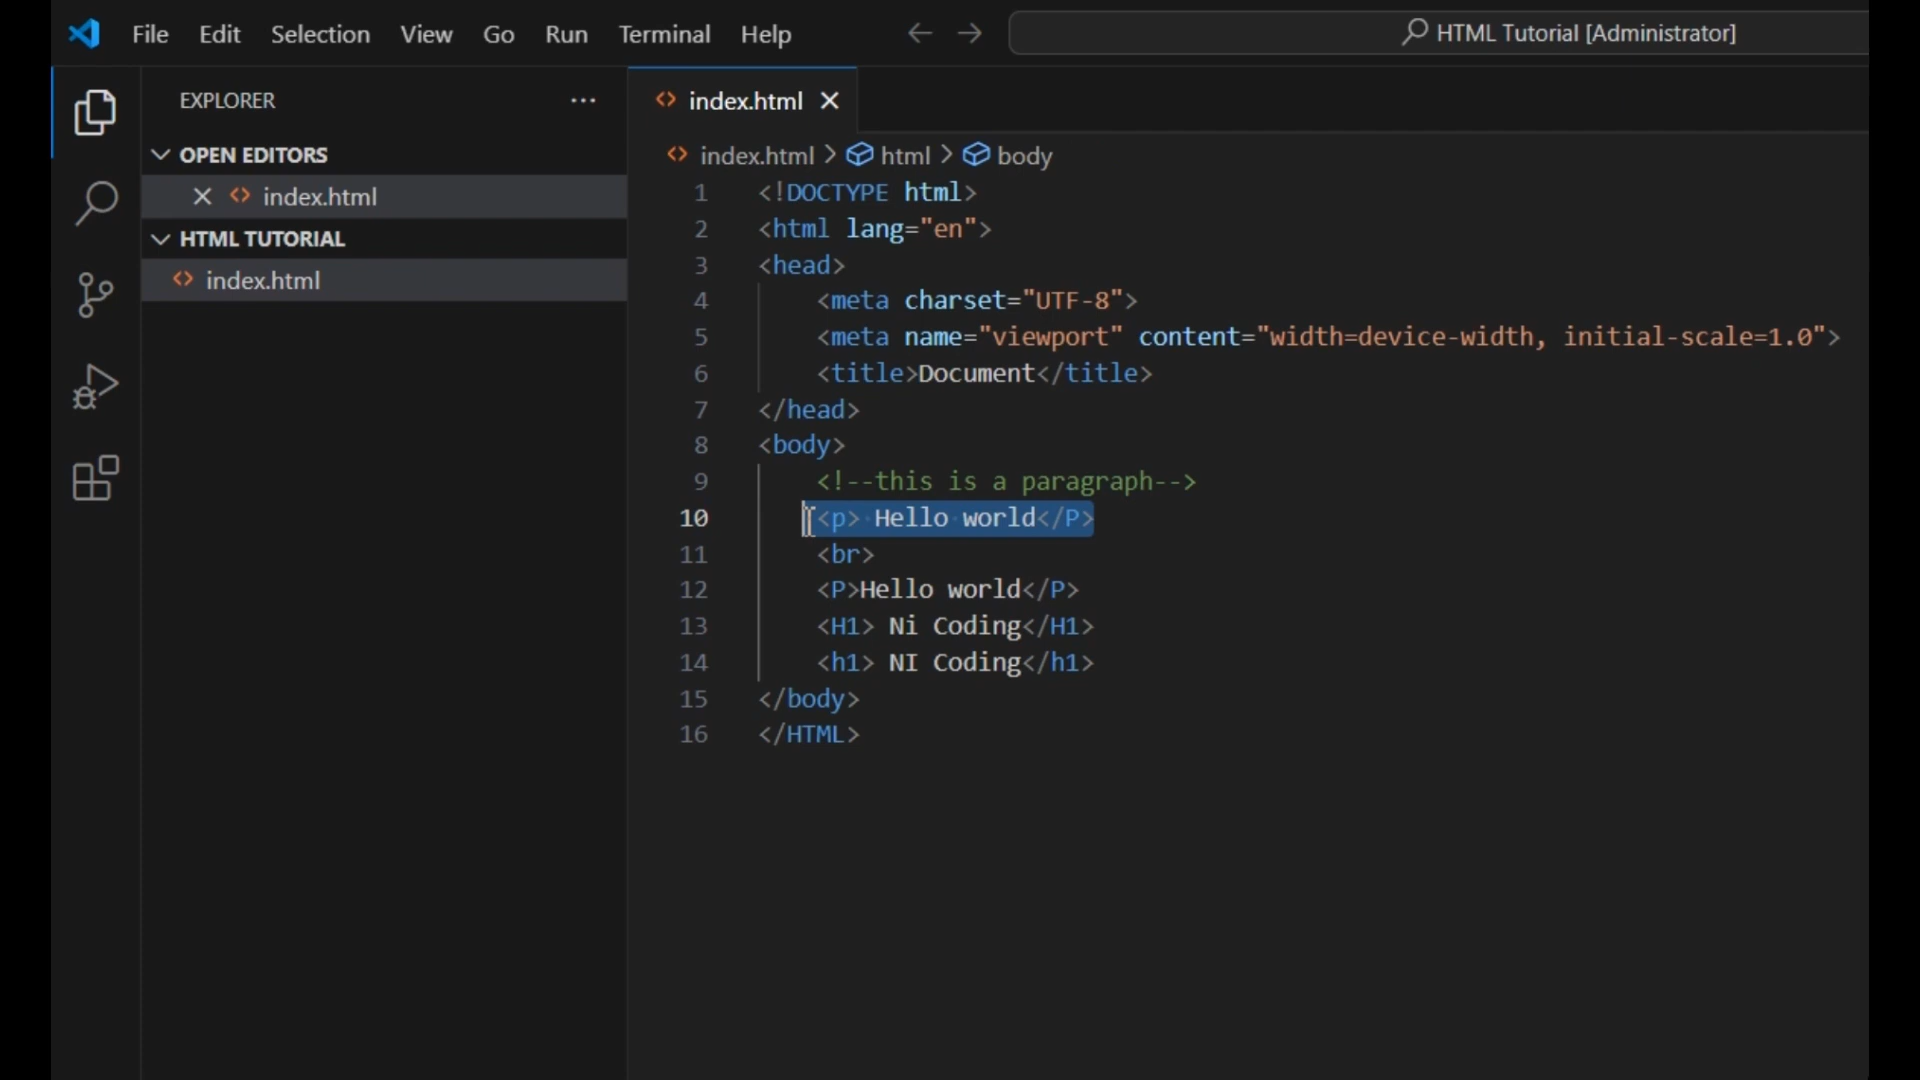 File Edit Selection View Go Run Terminal Help
HTML Tutorial [Administrator]
EXPLORER
OPEN EDITORS
index.html
HTML TUTORIAL
index.html
index.html
index.html > html > body
1 <!DOCTYPE html>
2 <html lang="en">
3 <head>
4 <meta charset="UTF-8">
5 <meta name="viewport" content="width=device-width, initial-scale=1.0">
6 <title>Document</title>
7 </head>
8 <body>
9 <!--this is a paragraph-->
10 <p> Hello world</P>
11 <br>
12 <P>Hello world</P>
13 <H1> Ni Coding</H1>
14 <h1> NI Coding</h1>
15 </body>
16 </HTML>